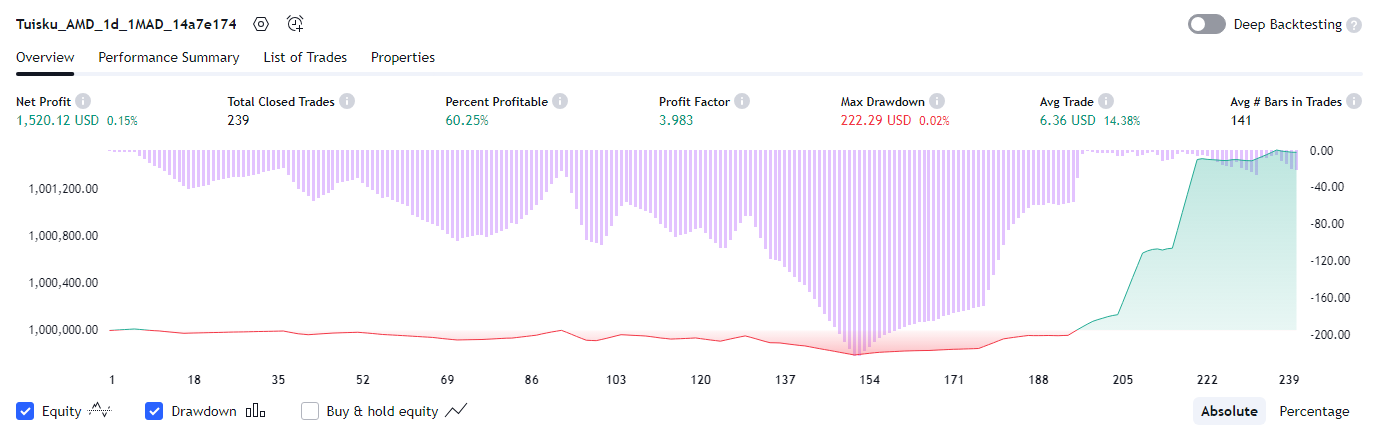 Tuisku_AMD_1d_1MAD_14a7e174 Deep Backtesting ?
Overview Performance Summary List of Trades Properties
Net Profit i Total Closed Trades i Percent Profitable i Profit Factor i Max Drawdown i Avg Trade i Avg # Bars in Trades i
1,520.12 USD 0.15% 239 60.25% 3.983 222.29 USD 0.02% 6.36 USD 14.38% 141
0.00
1,001,200.00 -40.00
1,000,800.00 -80.00
-120.00
1,000,400.00
-160.00
1,000,000.00 -200.00
1 18 35 52 69 86 103 120 137 154 171 188 205 222 239
Equity Drawdown Buy & hold equity Absolute Percentage